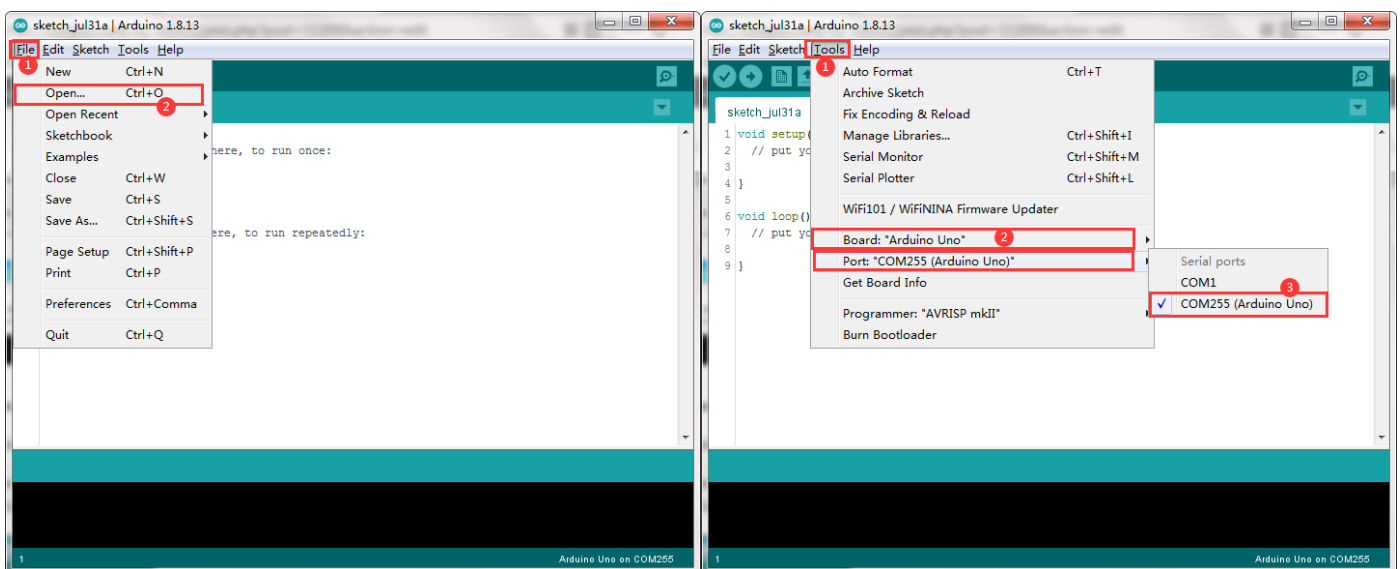 sketch_jul31a | Arduino 1.8.13
File Edit Sketch Tools Help
1
New Ctrl+N
Open... Ctrl+O
2
Open Recent
Sketchbook
Examples
here, to run once:
Close Ctrl+W
Save Ctrl+S
Save As... Ctrl+Shift+S
ere, to run repeatedly:
Page Setup Ctrl+Shift+P
Print Ctrl+P
Preferences Ctrl+Comma
Quit Ctrl+Q
1
Arduino Uno on COM255
sketch_jul31a | Arduino 1.8.13
File Edit Sketch Tools Help
1
Auto Format Ctrl+T
Archive Sketch
Fix Encoding & Reload
Manage Libraries... Ctrl+Shift+I
Serial Monitor Ctrl+Shift+M
Serial Plotter Ctrl+Shift+L
WiFi101 / WiFiNINA Firmware Updater
Board: "Arduino Uno"
2
Port: "COM255 (Arduino Uno)"
Get Board Info
Programmer: "AVRISP mkII"
Burn Bootloader
Serial ports
COM1
3
COM255 (Arduino Uno)
sketch_jul31a
1 void setup(
2 // put yo
3
4 }
5
6 void loop()
7 // put yo
8
9 }
1
Arduino Uno on COM255